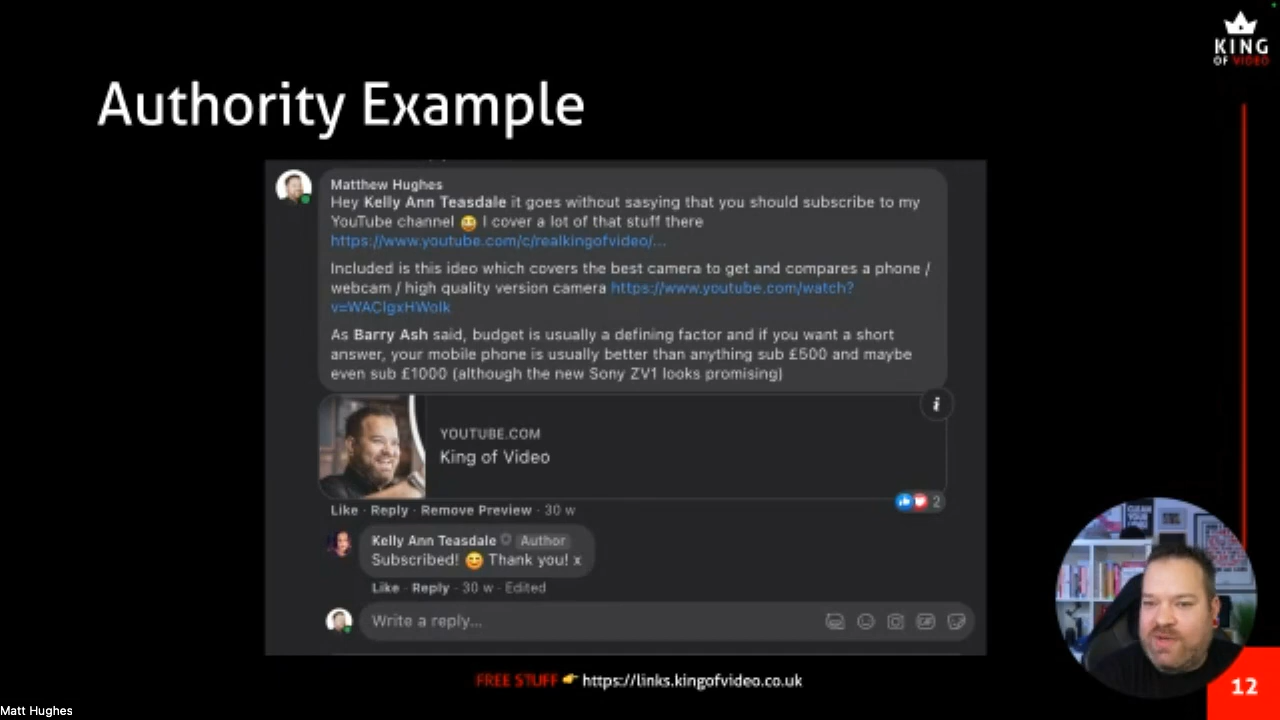 KING
OF VIDEO
Authority Example
Matthew Hughes
Hey Kelly Ann Teasdale it goes without sasying that you should subscribe to my
YouTube channel 😄 I cover a lot of that stuff there
https://www.youtube.com/c/realkingofvideo/...
Included is this ideo which covers the best camera to get and compares a phone /
webcam / high quality version camera https://www.youtube.com/watch?
v=WAClgxHWolk
As Barry Ash said, budget is usually a defining factor and if you want a short
answer, your mobile phone is usually better than anything sub £500 and maybe
even sub £1000 (although the new Sony ZV1 looks promising)
YOUTUBE.COM
King of Video
Like · Reply · Remove Preview · 30 w
2
Kelly Ann Teasdale Author
Subscribed! 😊 Thank you! x
Like · Reply · 30 w · Edited
Write a reply...
GIF
FREE STUFF 👉 https://links.kingofvideo.co.uk
12
Matt Hughes